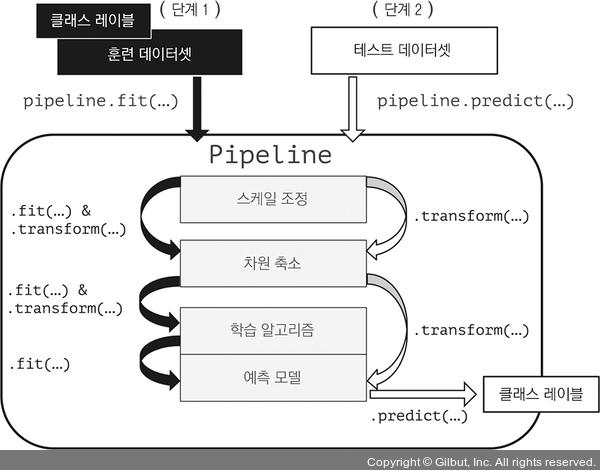 ( 단계 1 )
( 단계 2 )
클래스 레이블
훈련 데이터셋
테스트 데이터셋
pipeline.fit(…)
pipeline.predict(…)
Pipeline
스케일 조정
.fit(…) &
.transform(…)
.transform(…)
차원 축소
.fit(…) &
.transform(…)
학습 알고리즘
.transform(…)
.fit(…)
예측 모델
클래스 레이블
.predict(…)
Copyright © Gilbut, Inc. All rights reserved.